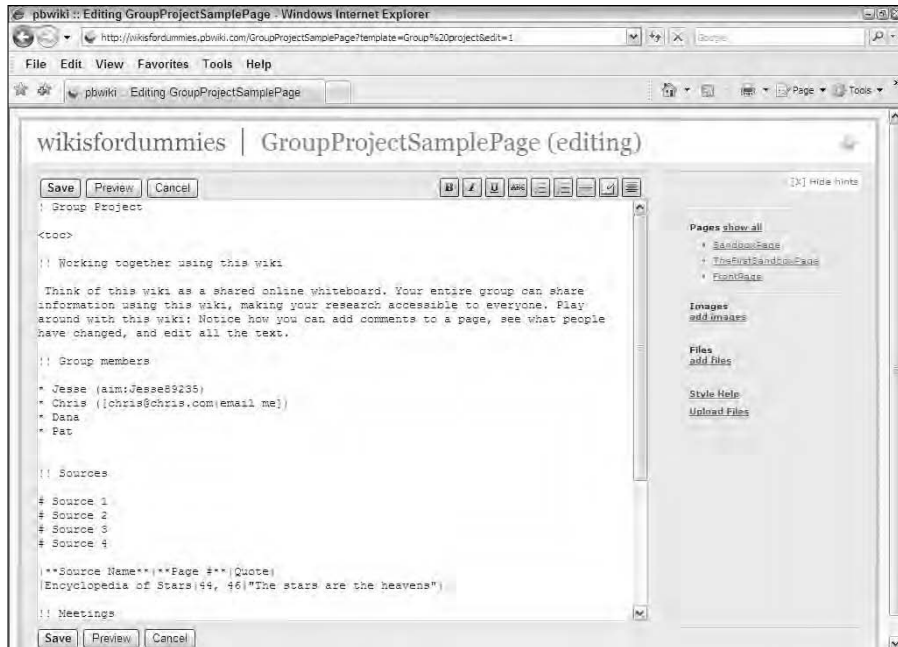 pbwiki :: Editing GroupProjectSamplePage - Windows Internet Explorer
http://wikisfordummies.pbwiki.com/GroupProjectSamplePage?template=Group%20project&edit=1
Google
File Edit View Favorites Tools Help
pbwiki :: Editing GroupProjectSamplePage
Page Tools
wikisfordummies | GroupProjectSamplePage (editing)
Save Preview Cancel
B I U ABC
[X] Hide hints
! Group Project
<toc>
!! Working together using this wiki
Think of this wiki as a shared online whiteboard. Your entire group can share
information using this wiki, making your research accessible to everyone. Play
around with this wiki: Notice how you can add comments to a page, see what people
have changed, and edit all the text.
!! Group members
* Jesse (aim:Jesse89235)
* Chris ([chris@chris.com|email me])
* Dana
* Pat
!! Sources
# Source 1
# Source 2
# Source 3
# Source 4
|**Source Name**|**Page #**|Quote|
|Encyclopedia of Stars|44, 46|"The stars are the heavens"|
!! Meetings
Save Preview Cancel
Pages show all
SandboxPage
TheFirstSandboxPage
FrontPage
Images
add images
Files
add files
Style Help
Upload Files